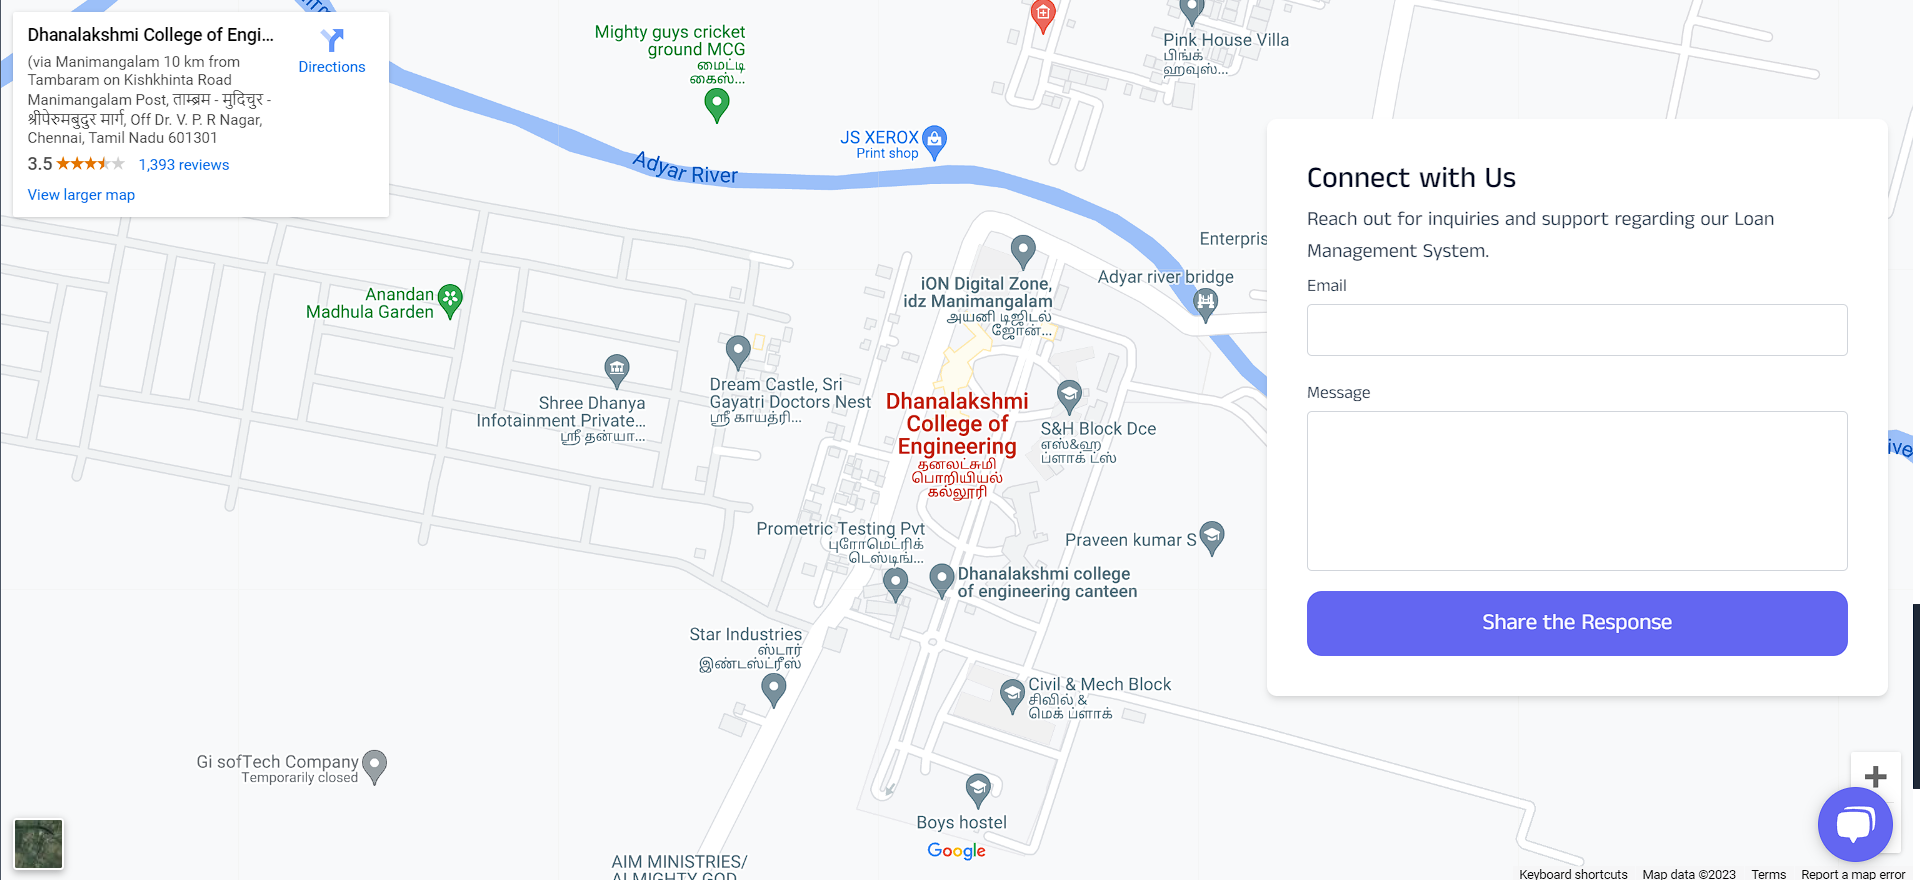 Dhanalakshmi College of Engi...
(via Manimangalam 10 km from
Tambaram on Kishkhinta Road
Manimangalam Post, ताम्ब्रम - मुदिचुर -
श्रीपेरुमबुदुर मार्ग, Off Dr. V. P. R Nagar,
Chennai, Tamil Nadu 601301
3.5
1,393 reviews
View larger map
Directions
Mighty guys cricket
ground MCG
மைட்டி
கைஸ்...
Pink House Villa
பிங்க்
ஹவுஸ்...
JS XEROX
Print shop
Adyar River
Enterpris
Adyar river bridge
iON Digital Zone,
idz Manimangalam
அயனி டிஜிடல்
ஜோன்...
Anandan
Madhula Garden
Shree Dhanya
Infotainment Private...
ஸ்ரீ தன்யா...
Dream Castle, Sri
Gayatri Doctors Nest
ஸ்ரீ காயத்ரி...
Dhanalakshmi
College of
Engineering
தனலட்சுமி
பொறியியல்
கல்லூரி
S&H Block Dce
எஸ்&ஹ
ப்ளாக் ட்ஸ்
Prometric Testing Pvt
புரோமெட்ரிக்
டெஸ்டிங்...
Praveen kumar S
Dhanalakshmi college
of engineering canteen
Star Industries
ஸ்டார்
இண்டஸ்ட்ரீஸ்
Civil & Mech Block
சிவில் &
மெக் ப்ளாக்
Gi sofTech Company
Temporarily closed
Boys hostel
Google
AIM MINISTRIES/
ALMIGHTY GOD
Connect with Us
Reach out for inquiries and support regarding our Loan
Management System.
Email
Message
Share the Response
ive
Keyboard shortcuts
Map data ©2023
Terms
Report a map error